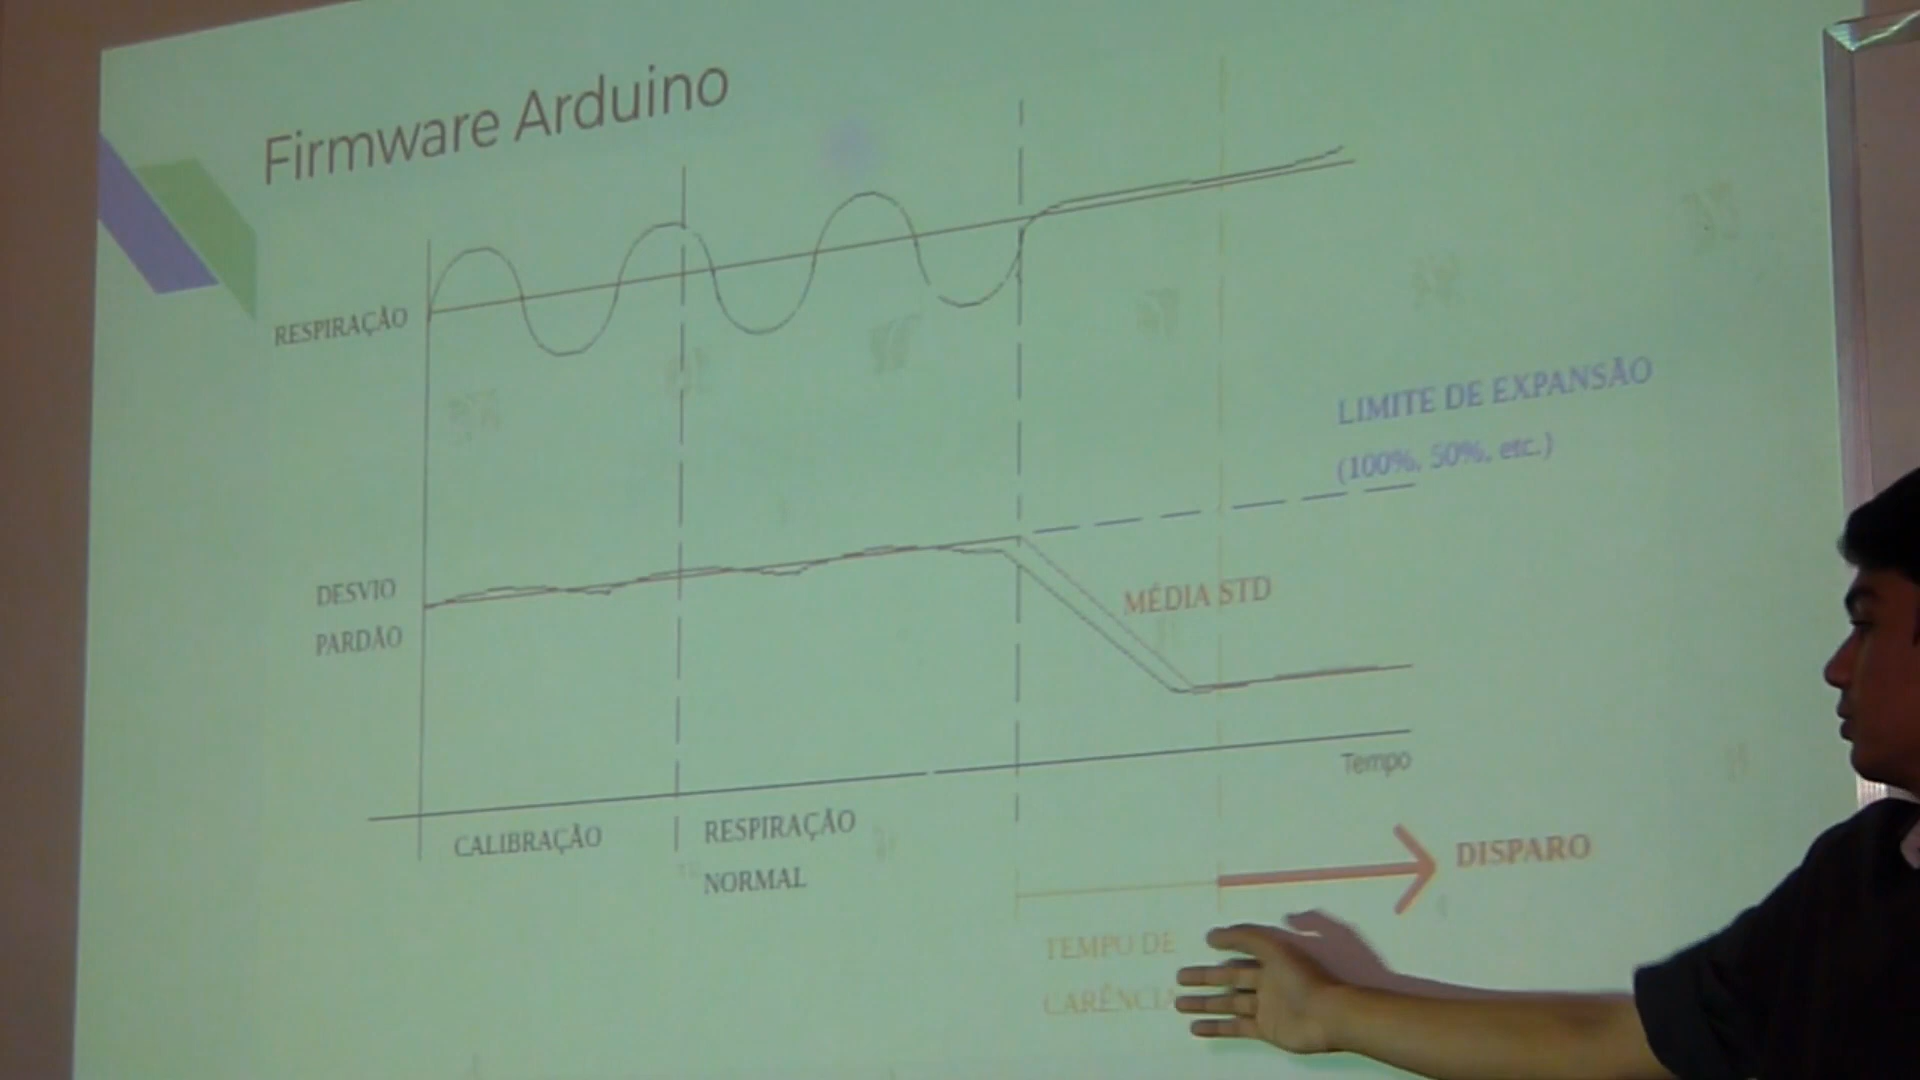 Firmware Arduino
RESPIRAÇÃO
LIMITE DE EXPANSÃO
(100%, 50%, etc.)
DESVIO
PARDÃO
MÉDIA STD
Tempo
CALIBRAÇÃO
RESPIRAÇÃO
NORMAL
DISPARO
TEMPO DE
CARÊNCIA